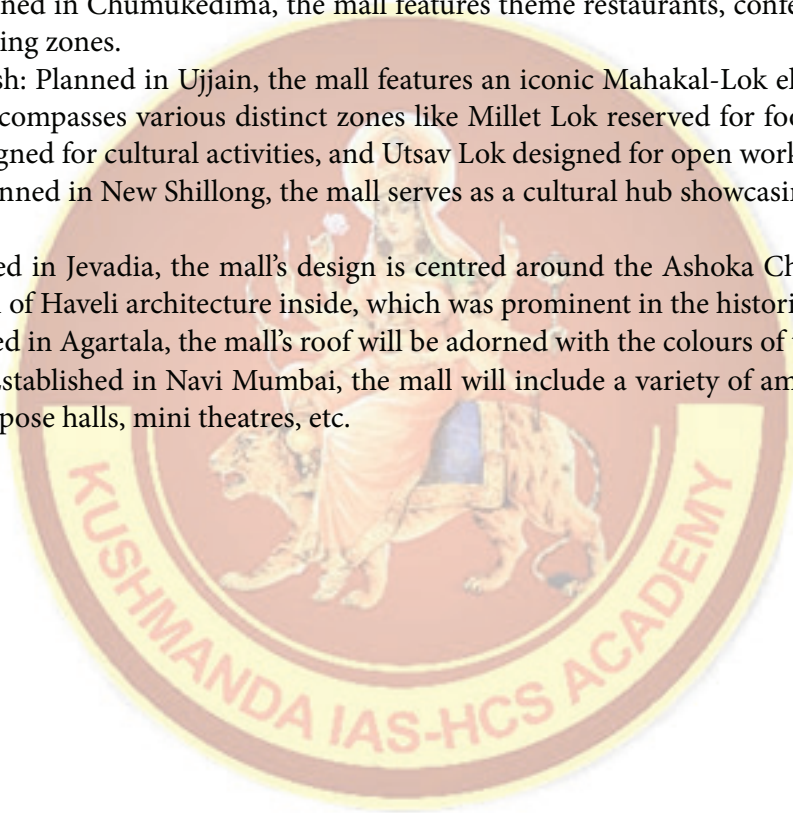 ned in Chumukedima, the mall features theme restaurants, confe
ing zones.
sh: Planned in Ujjain, the mall features an iconic Mahakal-Lok el
compasses various distinct zones like Millet Lok reserved for foo
gned for cultural activities, and Utsav Lok designed for open work
nned in New Shillong, the mall serves as a cultural hub showcasin
ed in Jevadia, the mall’s design is centred around the Ashoka Ch
of Haveli architecture inside, which was prominent in the histori
ed in Agartala, the mall’s roof will be adorned with the colours of
Established in Navi Mumbai, the mall will include a variety of am
pose halls, mini theatres, etc.
KUSHMANDA IAS-HCS ACADEMY